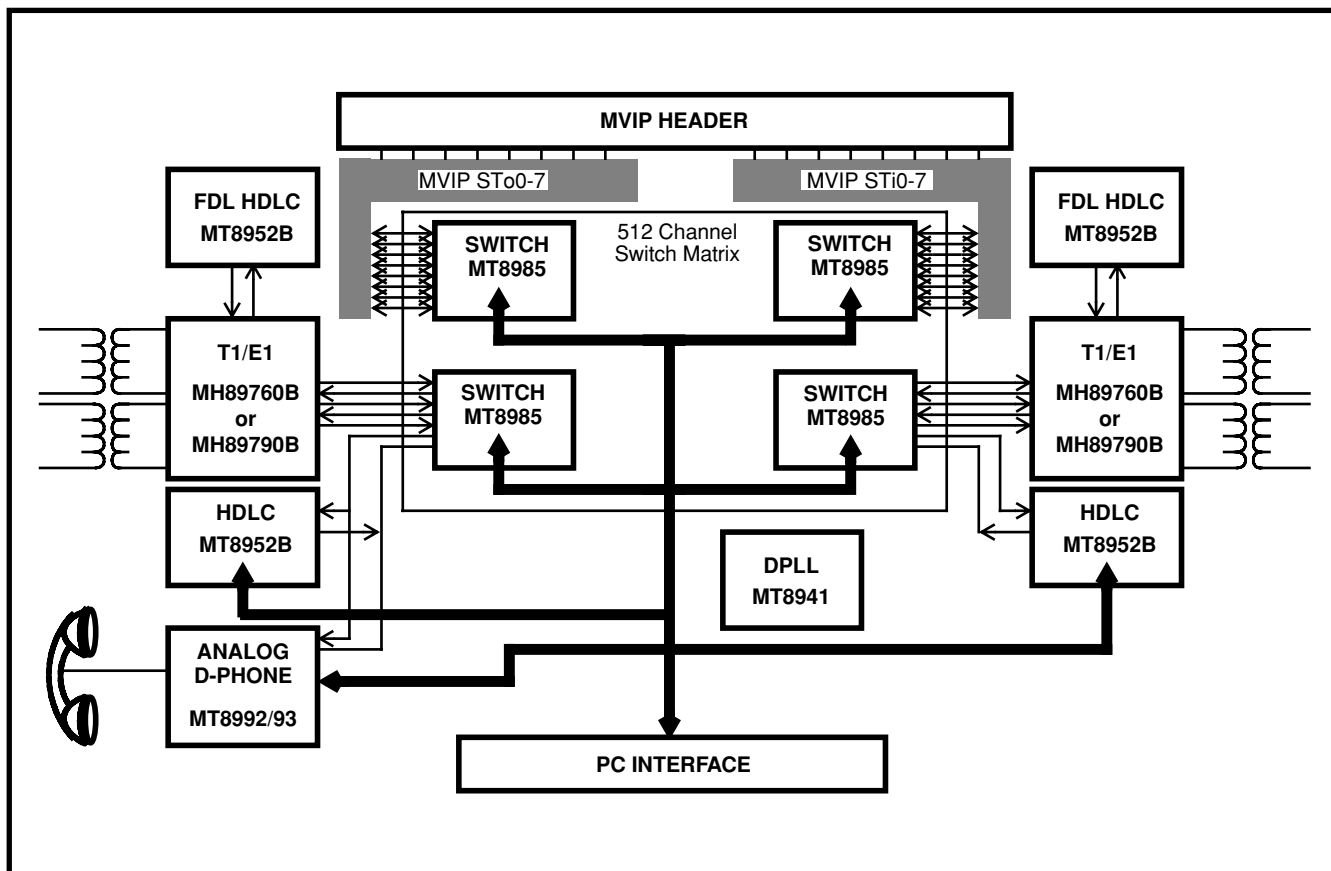 MVIP HEADER
MVIP STo0-7
MVIP STi0-7
FDL HDLC
MT8952B
SWITCH
MT8985
512 Channel
Switch Matrix
SWITCH
MT8985
FDL HDLC
MT8952B
T1/E1
MH89760B
or
MH89790B
SWITCH
MT8985
SWITCH
MT8985
T1/E1
MH89760B
or
MH89790B
HDLC
MT8952B
DPLL
MT8941
HDLC
MT8952B
ANALOG
D-PHONE
MT8992/93
PC INTERFACE